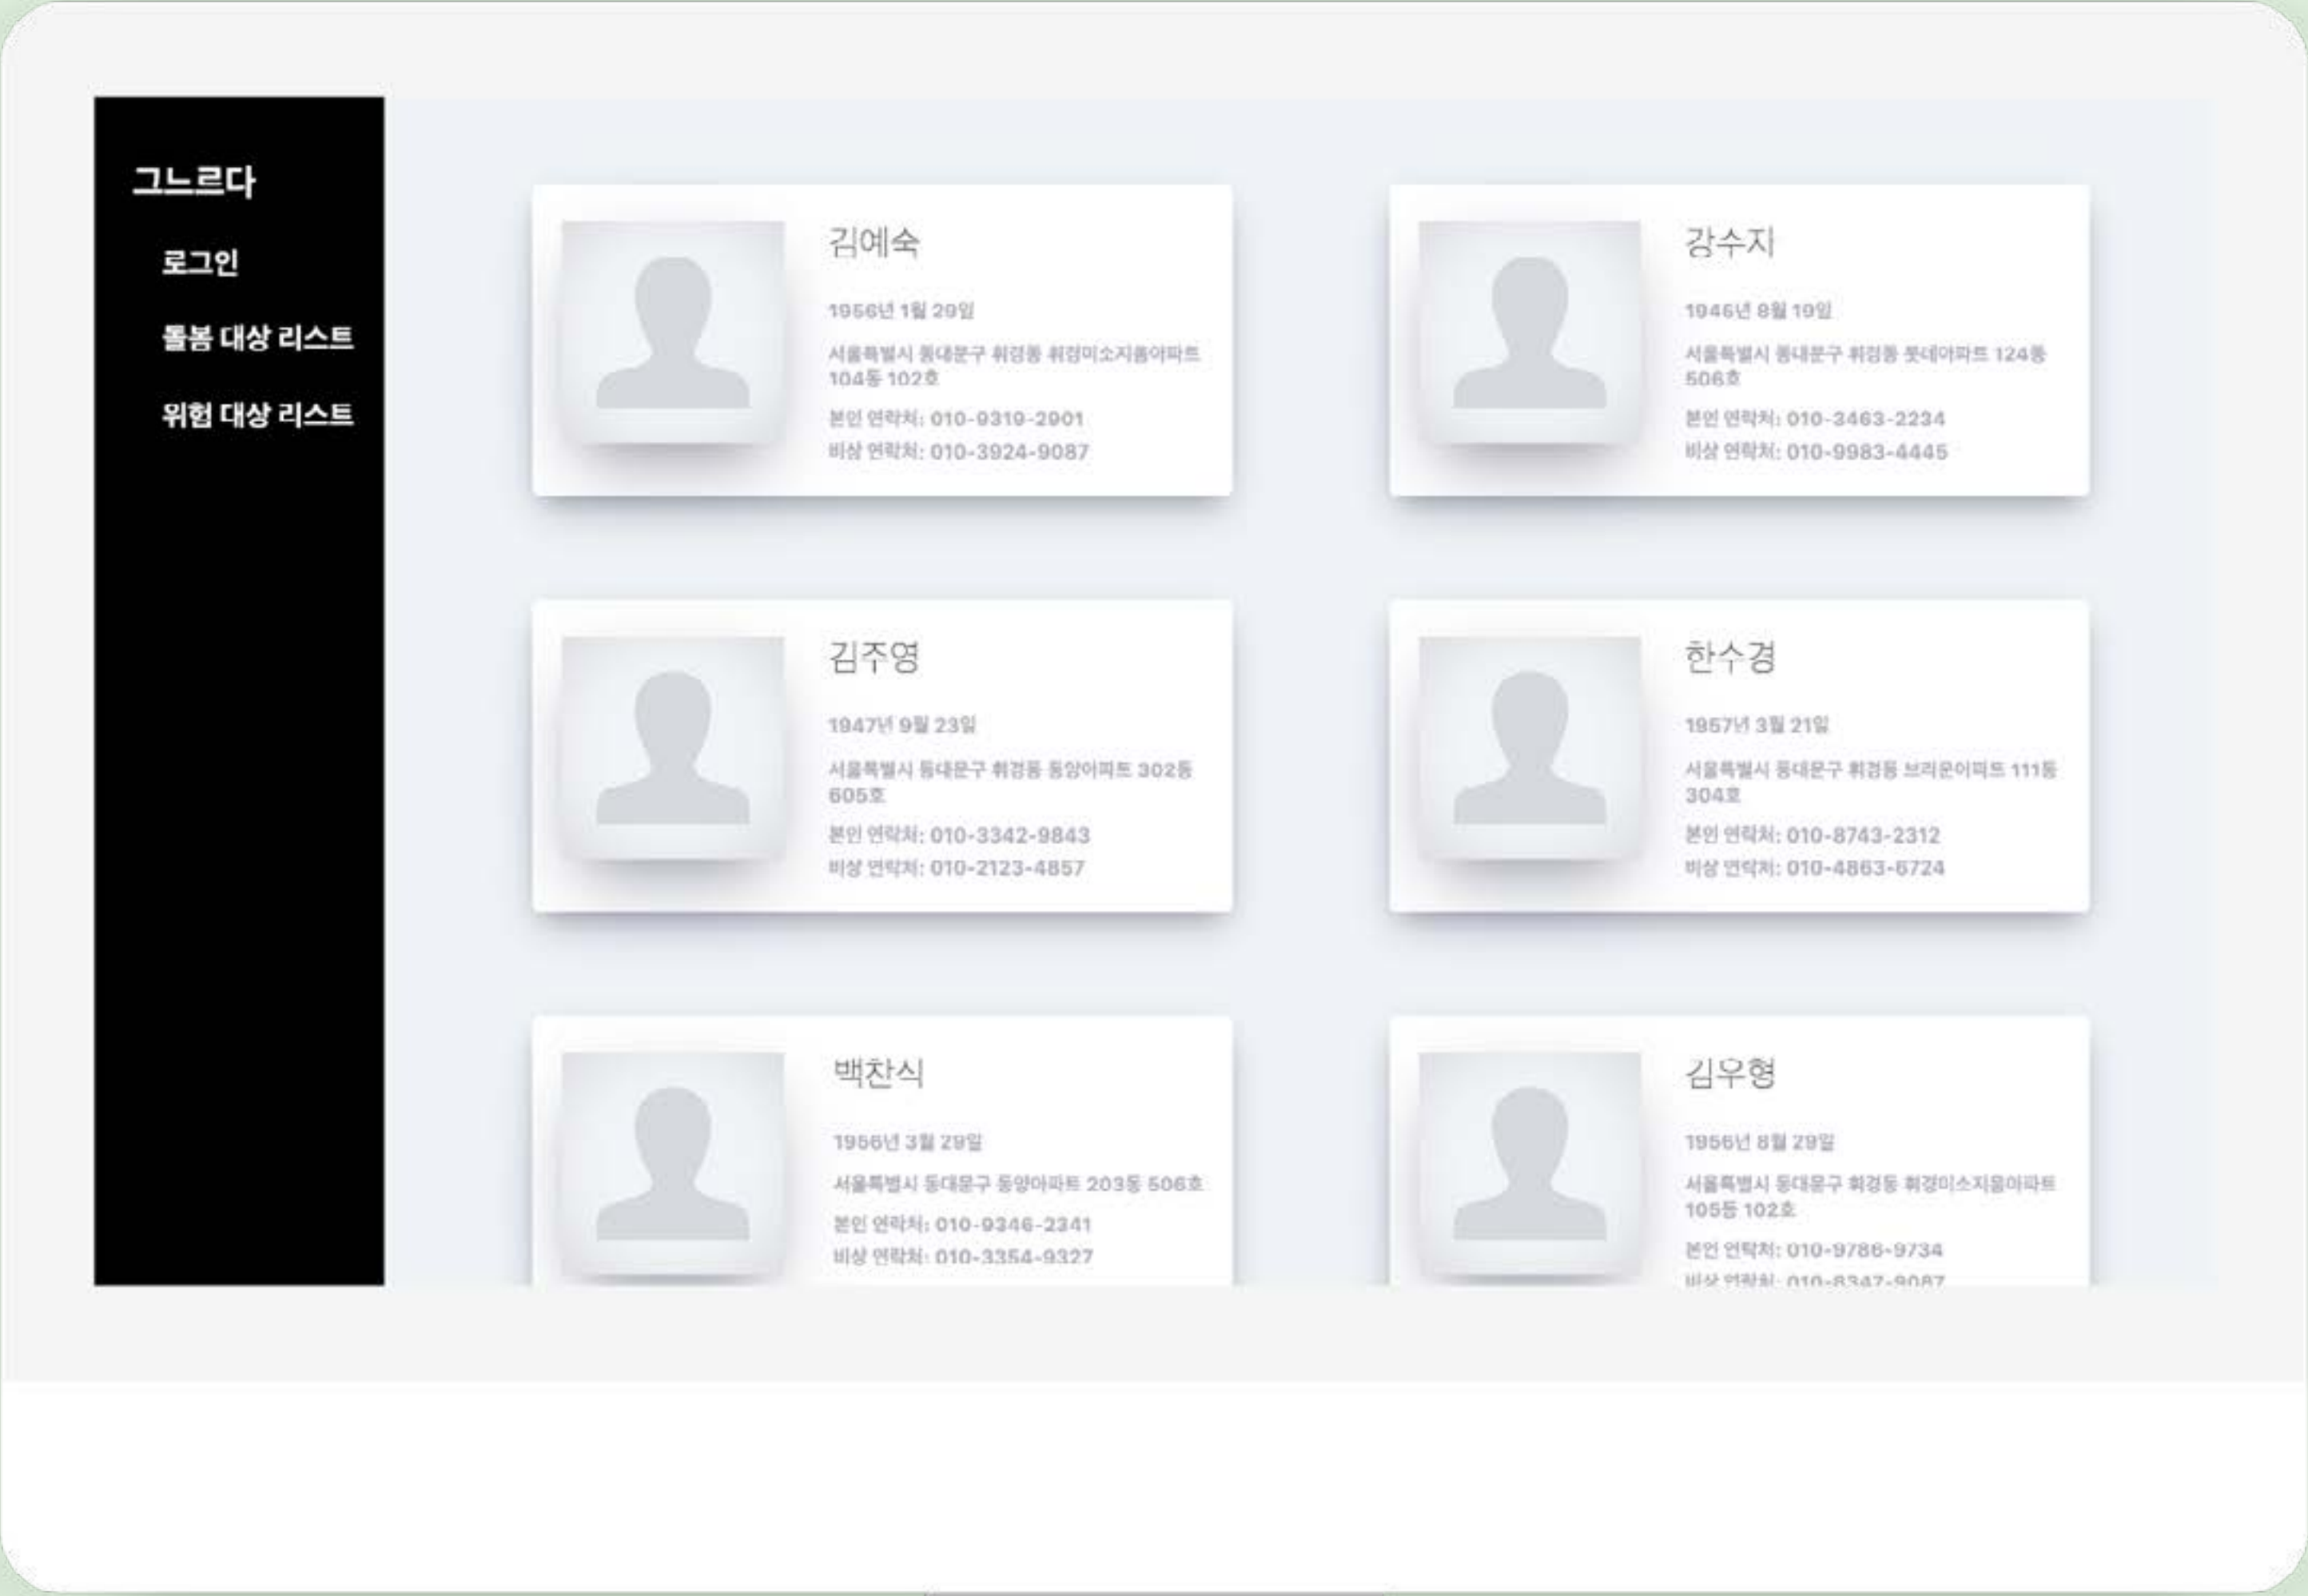 그느르다
로그인
돌봄 대상 리스트
위험 대상 리스트
김예숙
1956년 1월 29일
서울특별시 동대문구 휘경동 휘경미소지움아파트
104동 102호
본인 연락처: 010-9319-2901
비상 연락처: 010-3924-9087
강수지
1946년 8월 19일
서울특별시 동대문구 휘경동 롯데아파트 124동
506호
본인 연락처: 010-3463-2234
비상 연락처: 010-9983-4445
김주영
1947년 9월 23일
서울특별시 동대문구 휘경동 동양아파트 302동
605호
본인 연락처: 010-3342-9843
비상 연락처: 010-2123-4857
한수경
1957년 3월 21일
서울특별시 동대문구 휘경동 브라운아파트 111동
304호
본인 연락처: 010-8743-2312
비상 연락처: 010-4863-6724
백찬식
1956년 3월 29일
서울특별시 동대문구 동양아파트 203동 506호
본인 연락처: 010-9346-2341
비상 연락처: 010-3354-9327
김우형
1956년 8월 29일
서울특별시 동대문구 휘경동 휘경미소지움아파트
105동 102호
본인 연락처: 010-9786-9734
비상 연락처: 010-8347-9087